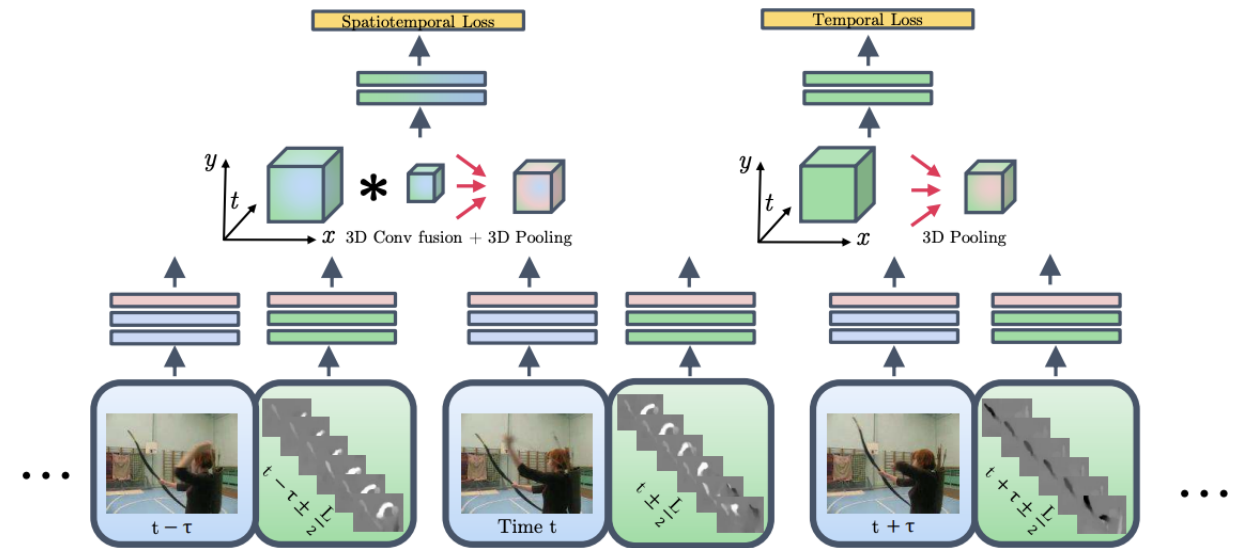 Spatiotemporal Loss
Temporal Loss
y
t
x
*
3D Conv fusion + 3D Pooling
y
t
x
3D Pooling
...
t − τ
t − τ ± L/2
Time t
t ± L/2
t + τ
t + τ ± L/2
...